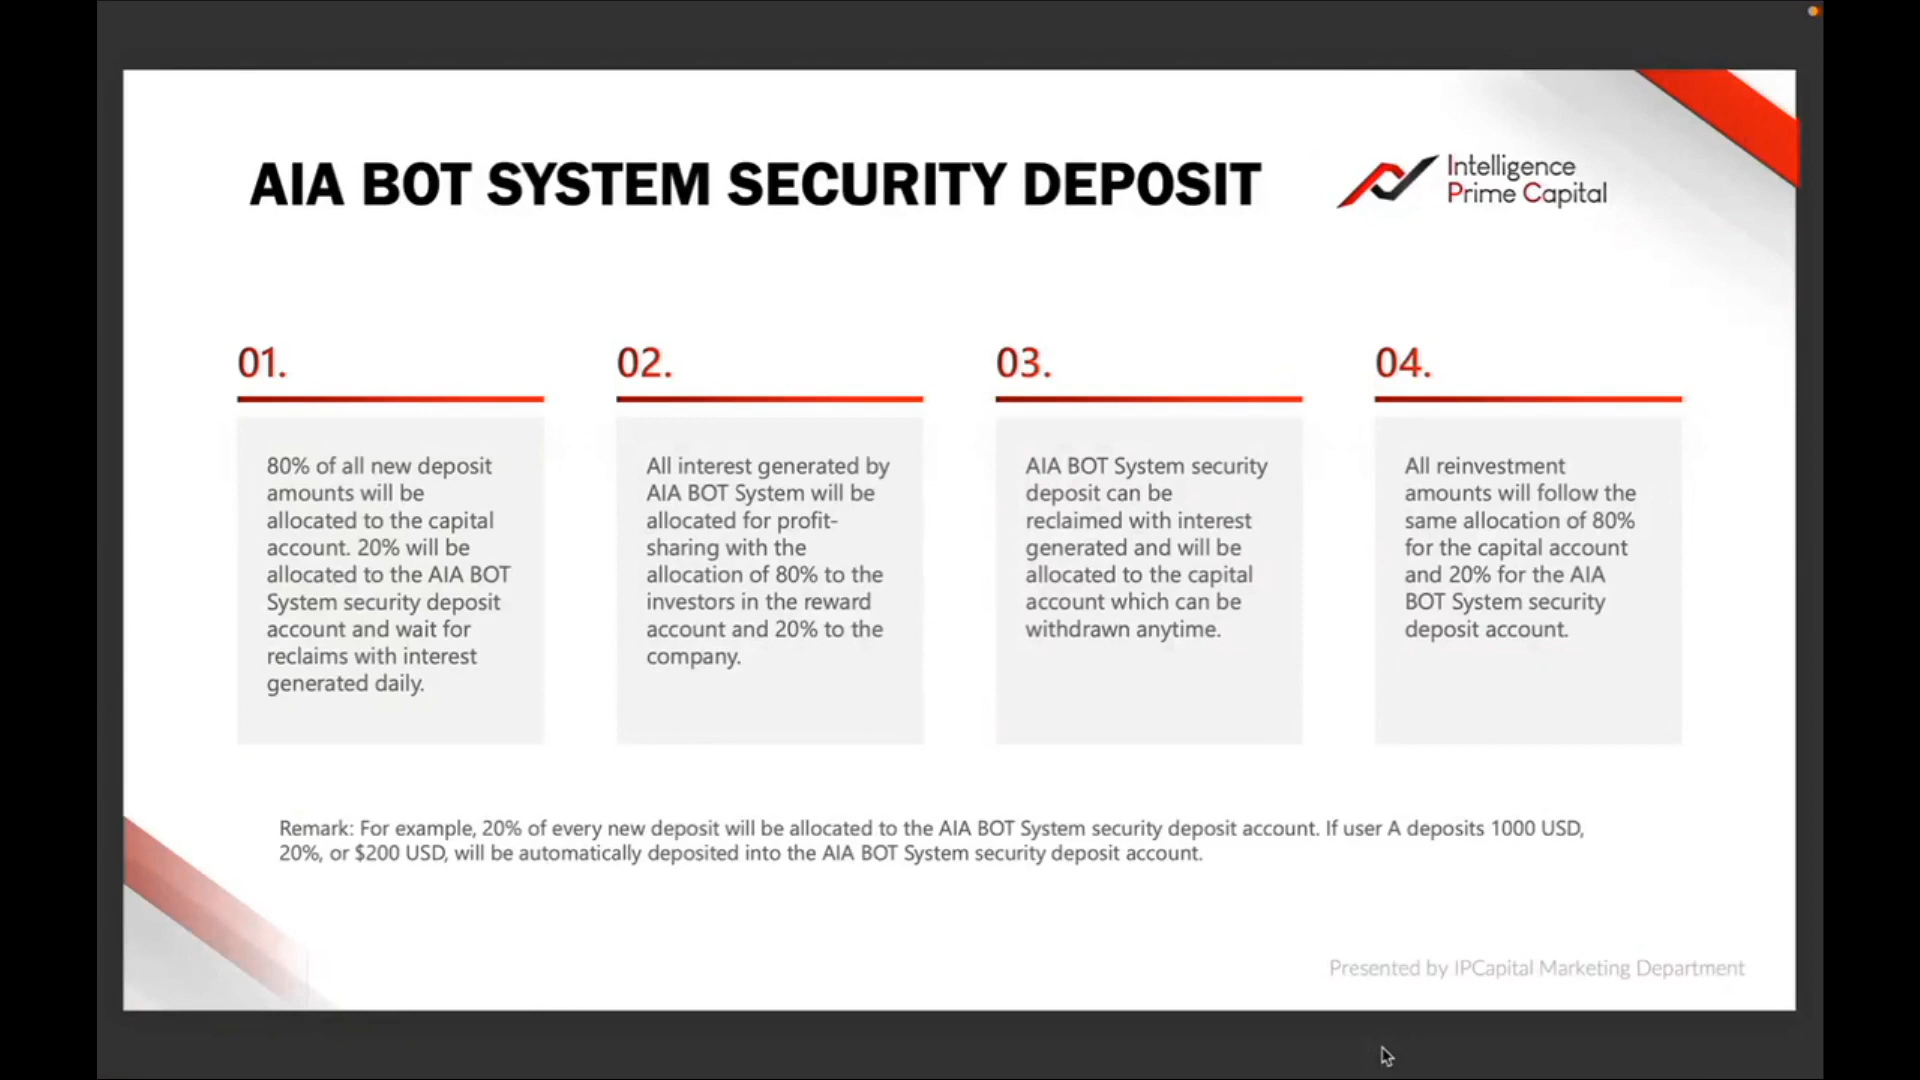 AIA BOT SYSTEM SECURITY DEPOSIT
Intelligence
Prime Capital
01.
80% of all new deposit
amounts will be
allocated to the capital
account. 20% will be
allocated to the AIA BOT
System security deposit
account and wait for
reclaims with interest
generated daily.
02.
All interest generated by
AIA BOT System will be
allocated for profit-
sharing with the
allocation of 80% to the
investors in the reward
account and 20% to the
company.
03.
AIA BOT System security
deposit can be
reclaimed with interest
generated and will be
allocated to the capital
account which can be
withdrawn anytime.
04.
All reinvestment
amounts will follow the
same allocation of 80%
for the capital account
and 20% for the AIA
BOT System security
deposit account.
Remark: For example, 20% of every new deposit will be allocated to the AIA BOT System security deposit account. If user A deposits 1000 USD,
20%, or $200 USD, will be automatically deposited into the AIA BOT System security deposit account.
Presented by IPCapital Marketing Department